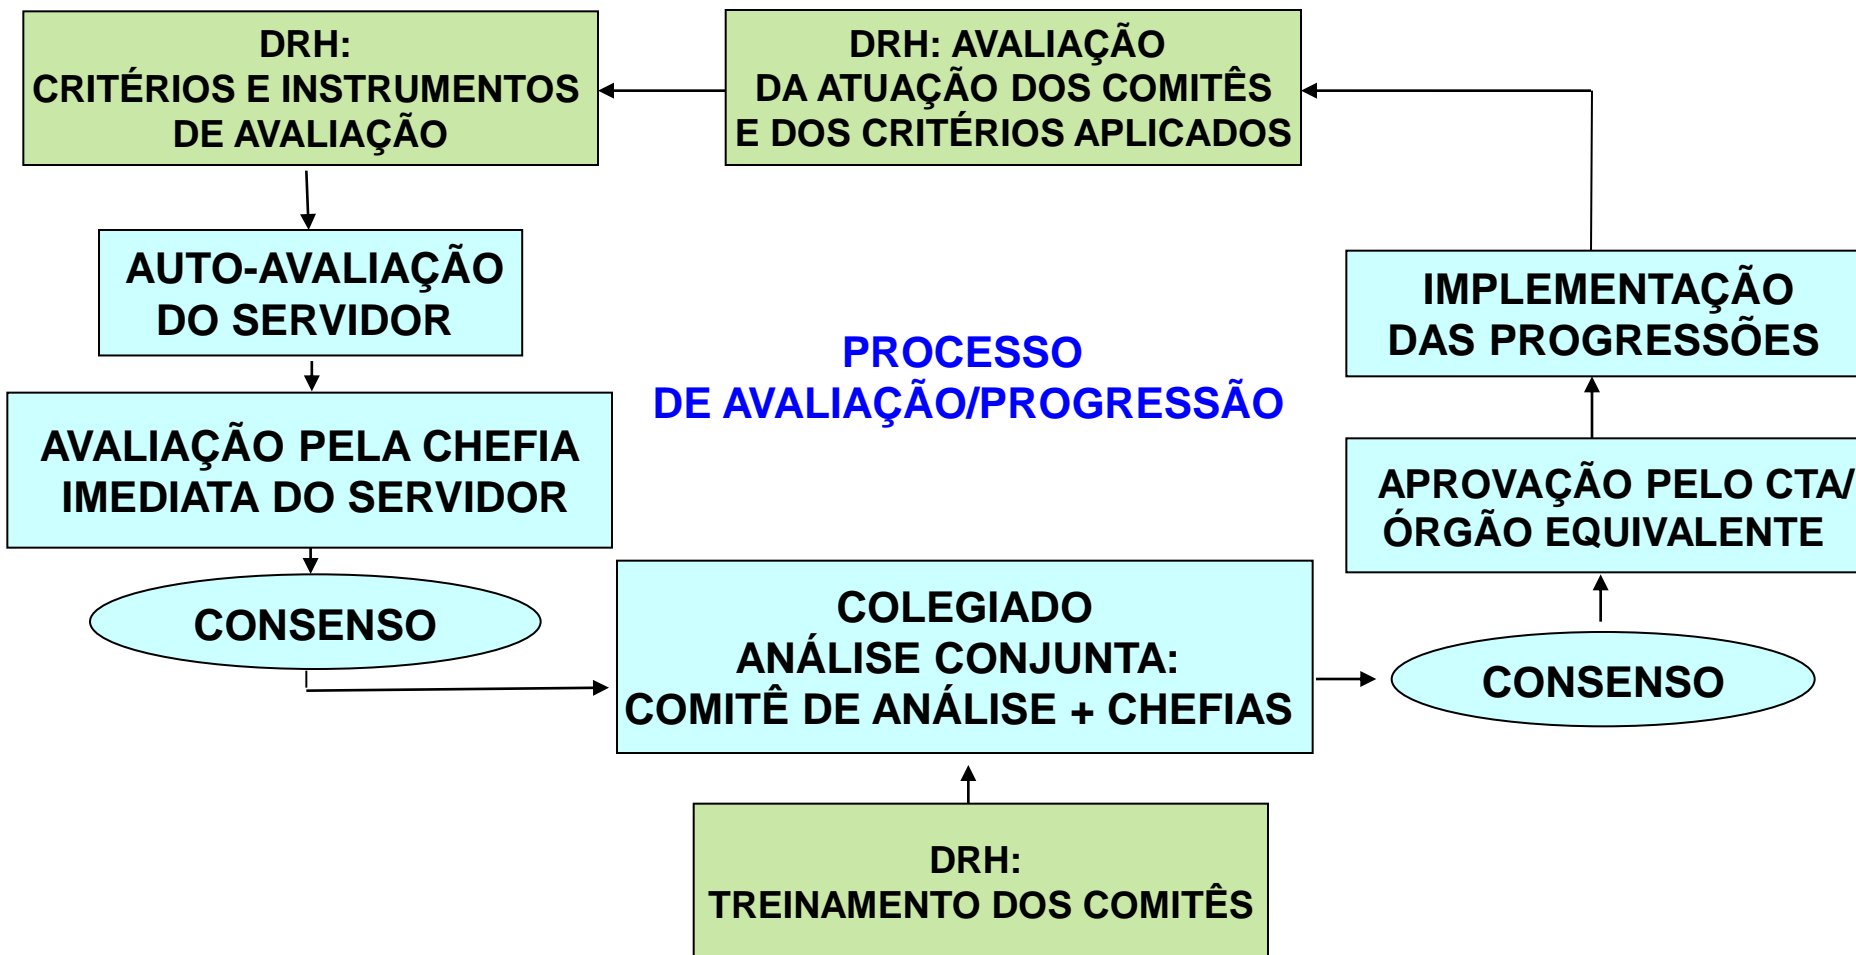 DRH:
CRITÉRIOS E INSTRUMENTOS
DE AVALIAÇÃO
DRH: AVALIAÇÃO
DA ATUAÇÃO DOS COMITÊS
E DOS CRITÉRIOS APLICADOS
AUTO-AVALIAÇÃO
DO SERVIDOR
IMPLEMENTAÇÃO
DAS PROGRESSÕES
PROCESSO
DE AVALIAÇÃO/PROGRESSÃO
AVALIAÇÃO PELA CHEFIA
IMEDIATA DO SERVIDOR
APROVAÇÃO PELO CTA/
ÓRGÃO EQUIVALENTE
CONSENSO
COLEGIADO
ANÁLISE CONJUNTA:
COMITÊ DE ANÁLISE + CHEFIAS
CONSENSO
DRH:
TREINAMENTO DOS COMITÊS